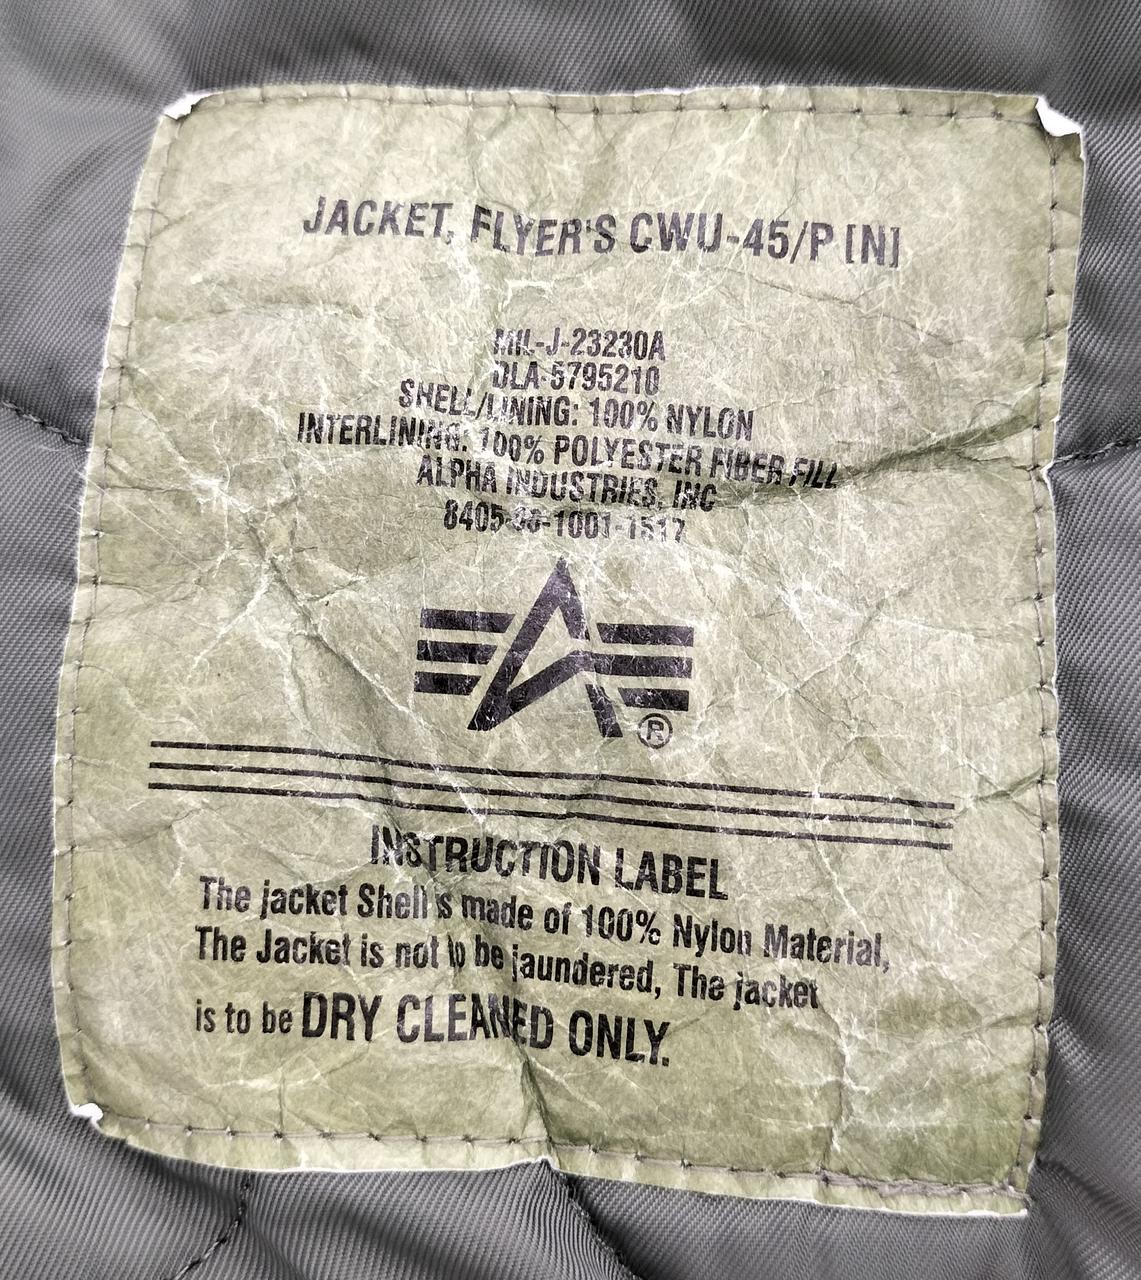 JACKET, FLYER'S CWU-45/P [N]
MIL-J-23230A
DLA-5795210
SHELL/LINING: 100% NYLON
INTERLINING: 100% POLYESTER FIBER FILL
ALPHA INDUSTRIES, INC
®
INSTRUCTION LABEL
The jacket Shell is made of 100% Nylon Material,
The Jacket is not to be jaundered, The jacket
is to be DRY CLEANED ONLY.